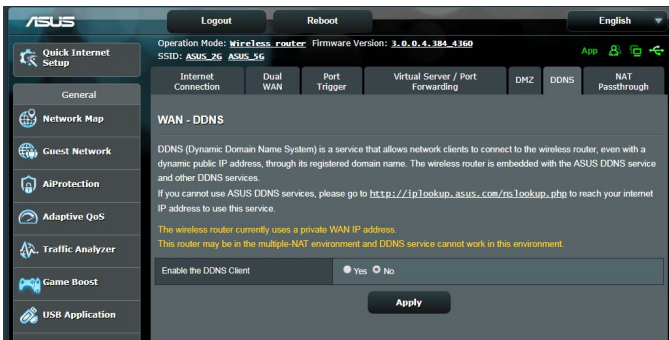 ASUS
Logout
Reboot
English
Quick Internet
Setup
Operation Mode: Wireless router Firmware Version: 3.0.0.4.384_4360
SSID: ASUS_2G ASUS_5G
App
Internet
Connection
Dual
WAN
Port
Trigger
Virtual Server / Port
Forwarding
DMZ
DDNS
NAT
Passthrough
General
Network Map
Guest Network
AiProtection
Adaptive QoS
Traffic Analyzer
Game Boost
USB Application
WAN - DDNS
DDNS (Dynamic Domain Name System) is a service that allows network clients to connect to the wireless router, even with a
dynamic public IP address, through its registered domain name. The wireless router is embedded with the ASUS DDNS service
and other DDNS services.
If you cannot use ASUS DDNS services, please go to http://iplookup.asus.com/nslookup.php to reach your internet
IP address to use this service.
The wireless router currently uses a private WAN IP
address.
This router may be in the multiple-NAT environment and DDNS service cannot work in this environment.
Enable the DDNS Client
Yes No
Apply